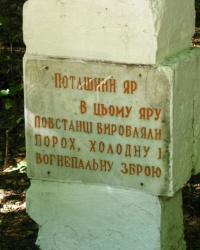 Поташний яр
В цьому яру
повстанці виробляли
порох, холодну і
вогнепальну зброю